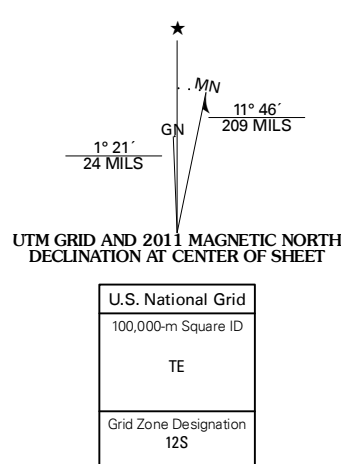 ★
MN
GN
11° 46´
209 MILS
1° 21´
24 MILS
UTM GRID AND 2011 MAGNETIC NORTH
DECLINATION AT CENTER OF SHEET
U.S. National Grid
100,000-m Square ID
TE
Grid Zone Designation
12S